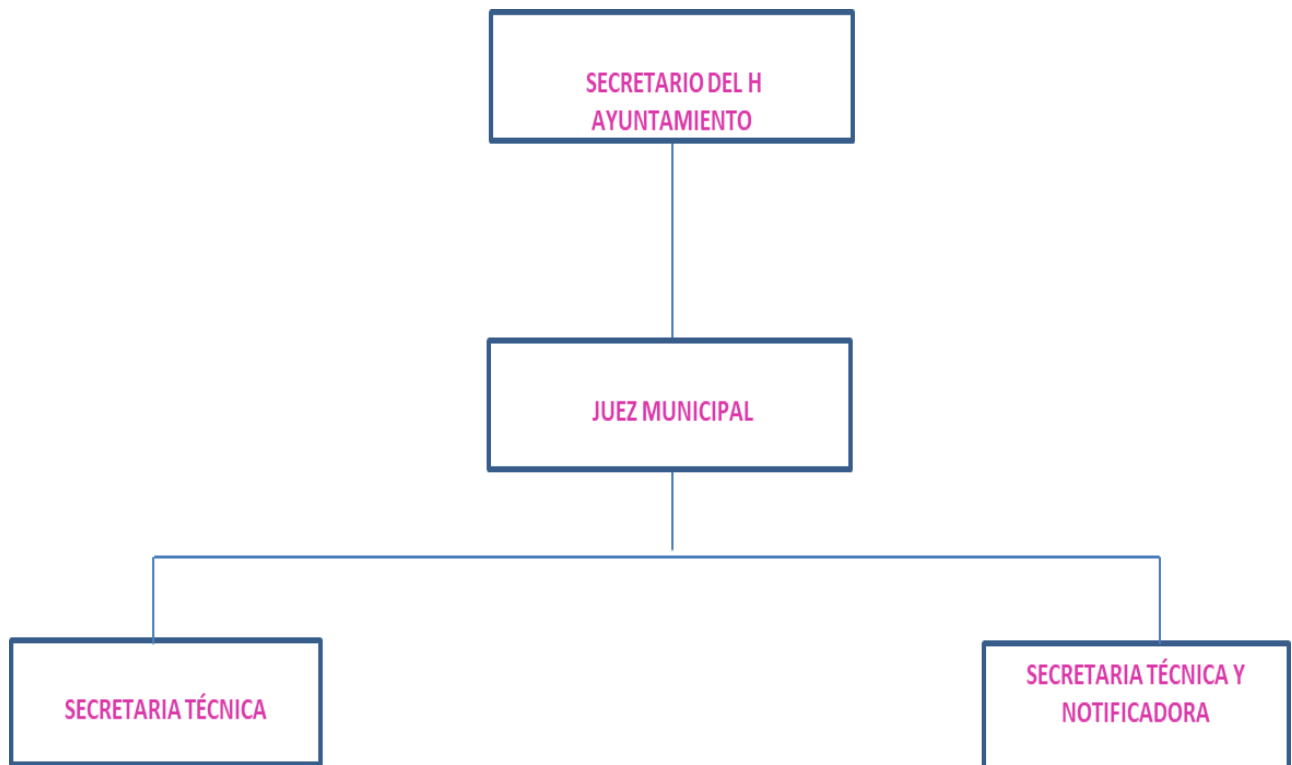 SECRETARIO DEL H
AYUNTAMIENTO
JUEZ MUNICIPAL
SECRETARIA TÉCNICA
SECRETARIA TÉCNICA Y
NOTIFICADORA